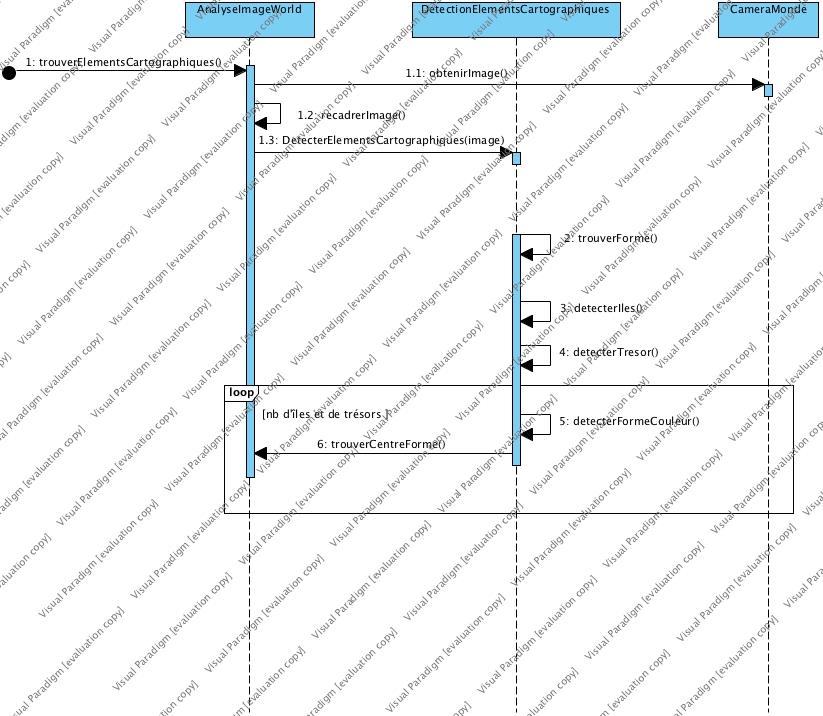 AnalyseImageWorld
DetectionElementsCartographiques
CameraMonde
1: trouverElementsCartographiques()
1.1: obtenirImage()
1.2: recadrerImage()
1.3: DetecterElementsCartographiques(image)
2: trouverForme()
3: detecterIles()
4: detecterTresor()
loop
[nb d'îles et de trésors ]
5: detecterFormeCouleur()
6: trouverCentreForme()
Visual Paradigm [evaluation copy]